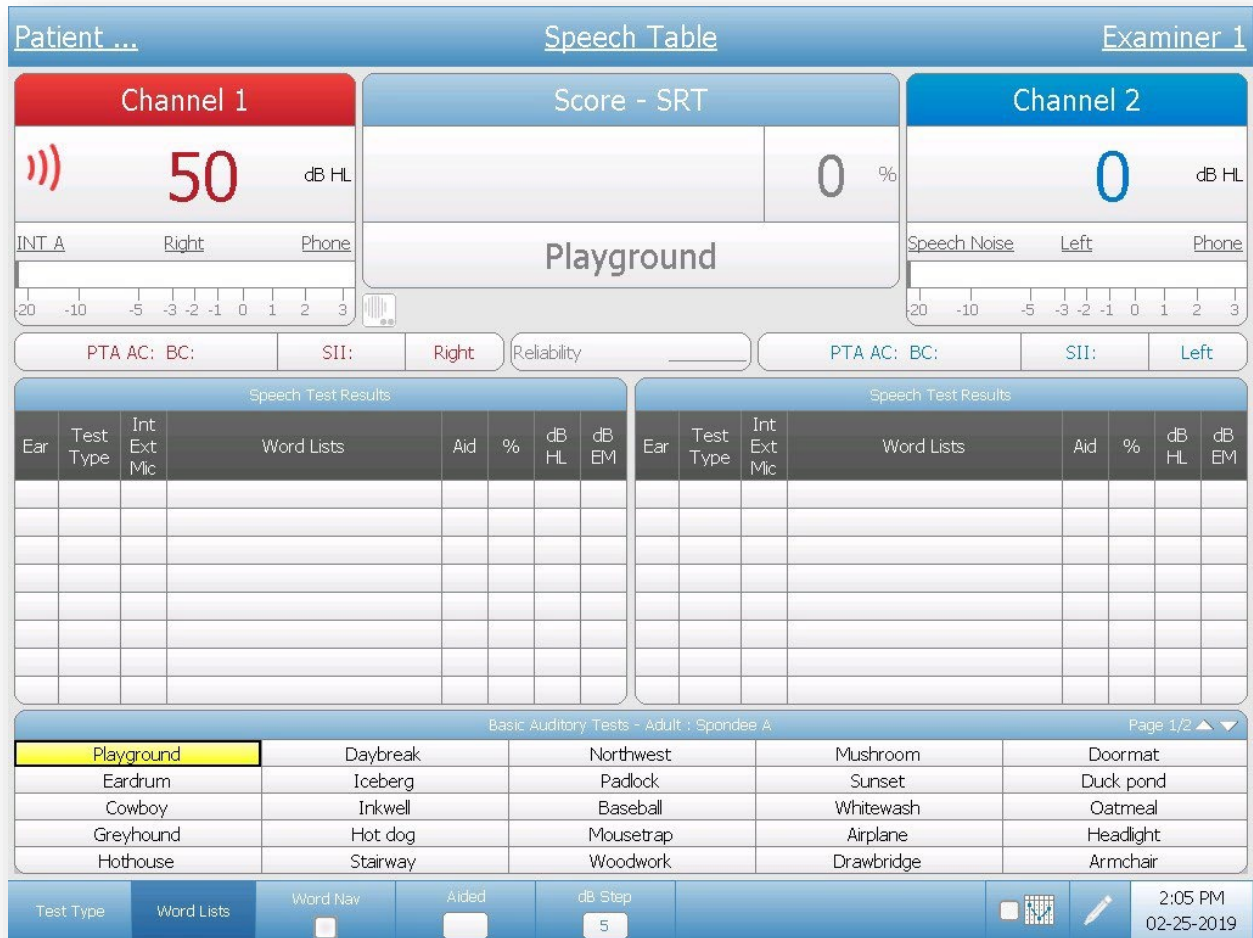 Patient ... Speech Table Examiner 1
Channel 1 Score - SRT Channel 2
50 dB HL 0 % 0 dB HL
INT A Right Phone Playground Speech Noise Left Phone
-20 -10 -5 -3 -2 -1 0 1 2 3 -20 -10 -5 -3 -2 -1 0 1 2 3
PTA AC: BC: SII: Right Reliability PTA AC: BC: SII: Left
Speech Test Results Speech Test Results
Ear Test Type Int Ext Mic Word Lists Aid % dB HL dB EM Ear Test Type Int Ext Mic Word Lists Aid % dB HL dB EM
Basic Auditory Tests - Adult : Spondee A Page 1/2
Playground Daybreak Northwest Mushroom Doormat
Eardrum Iceberg Padlock Sunset Duck pond
Cowboy Inkwell Baseball Whitewash Oatmeal
Greyhound Hot dog Mousetrap Airplane Headlight
Hothouse Stairway Woodwork Drawbridge Armchair
Test Type Word Lists Word Nav Aided dB Step 5 2:05 PM
02-25-2019